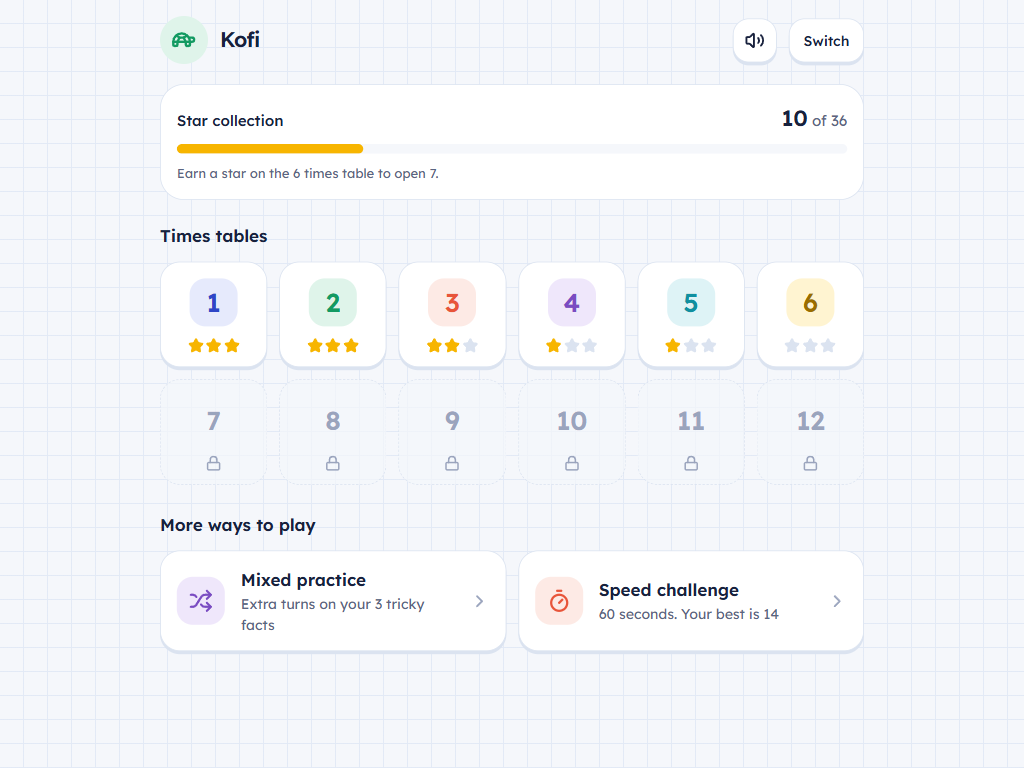 Kofi
Switch
Star collection
10 of 36
Earn a star on the 6 times table to open 7.
Times tables
1 2 3 4 5 6
7 8 9 10 11 12
More ways to play
Mixed practice
Extra turns on your 3 tricky
facts
Speed challenge
60 seconds. Your best is 14